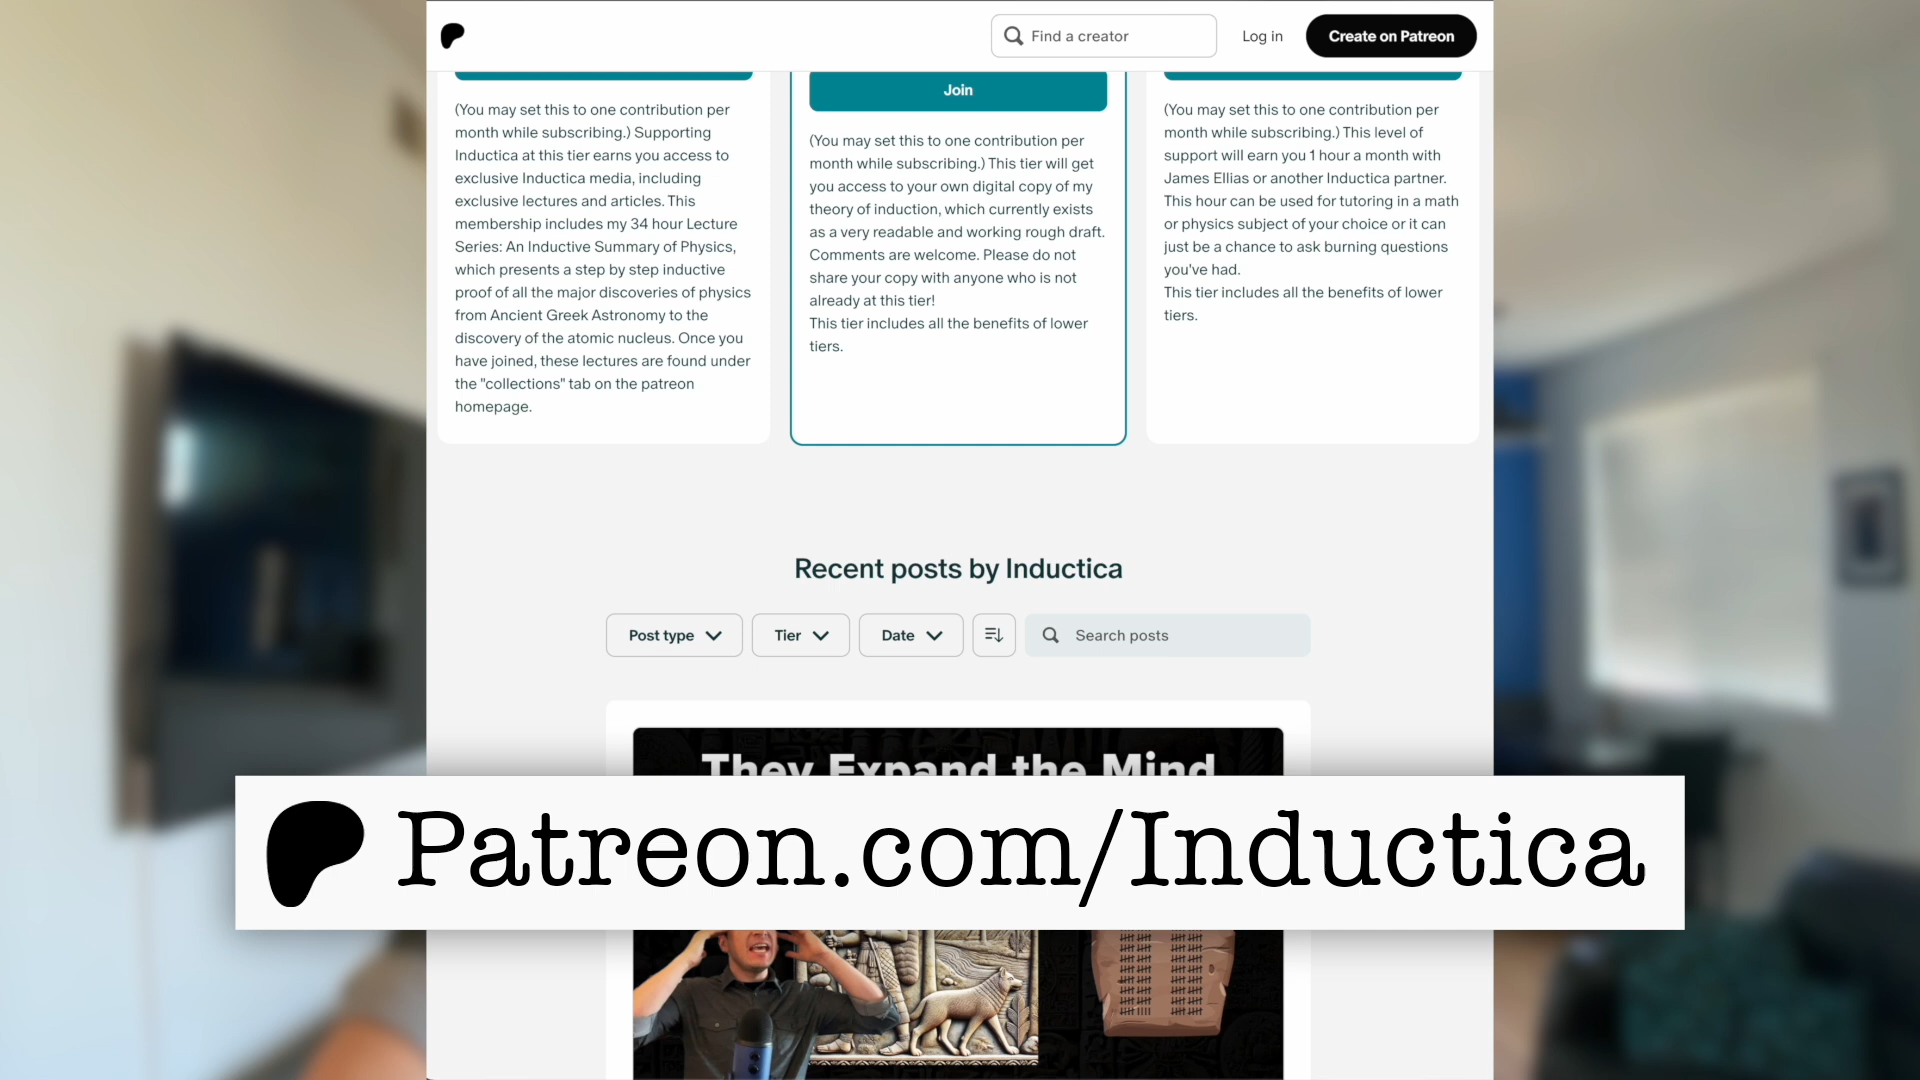 Find a creator
Log in
Create on Patreon
(You may set this to one contribution per
month while subscribing.) Supporting
Inductica at this tier earns you access to
exclusive Inductica media, including
exclusive lectures and articles. This
membership includes my 34 hour Lecture
Series: An Inductive Summary of Physics,
which presents a step by step inductive
proof of all the major discoveries of physics
from Ancient Greek Astronomy to the
discovery of the atomic nucleus. Once you
have joined, these lectures are found under
the "collections" tab on the patreon
homepage.
Join
(You may set this to one contribution per
month while subscribing.) This tier will get
you access to your own digital copy of my
theory of induction, which currently exists
as a very readable and working rough draft.
Comments are welcome. Please do not
share your copy with anyone who is not
already at this tier!
This tier includes all the benefits of lower
tiers.
(You may set this to one contribution per
month while subscribing.) This level of
support will earn you 1 hour a month with
James Ellias or another Inductica partner.
This hour can be used for tutoring in a math
or physics subject of your choice or it can
just be a chance to ask burning questions
you've had.
This tier includes all the benefits of lower
tiers.
Recent posts by Inductica
Post type
Tier
Date
Search posts
They Expand the Mind
Patreon.com/Inductica